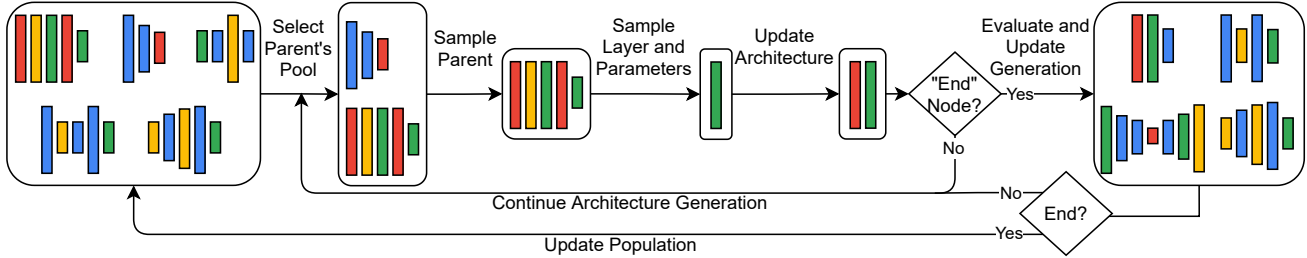 Select
Parent's
Pool
Sample
Parent
Sample
Layer and
Parameters
Update
Architecture
"End"
Node?
Yes
No
Evaluate and
Update
Generation
Continue Architecture Generation
No
End?
Yes
Update Population